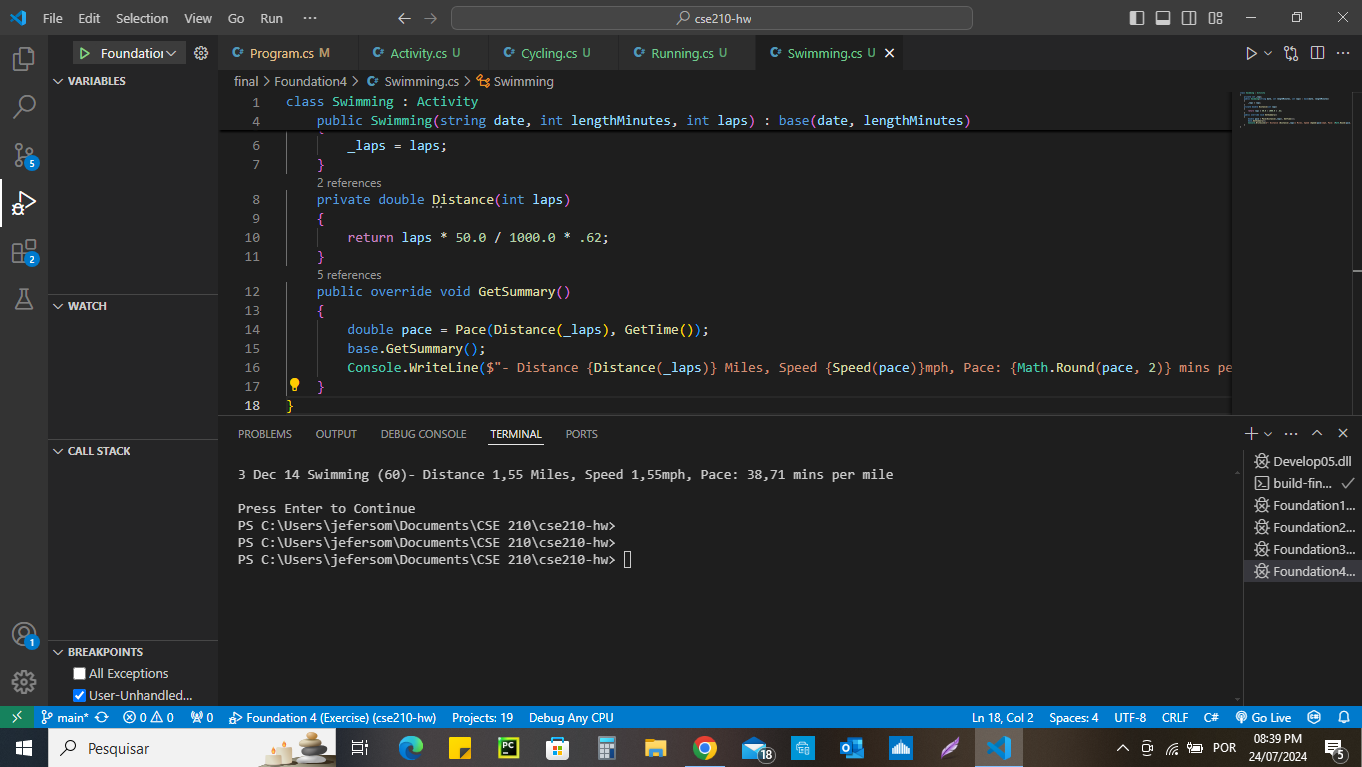 File Edit Selection View Go Run ··· cse210-hw
Foundation
Program.cs M Activity.cs U Cycling.cs U Running.cs U Swimming.cs U
final > Foundation4 > Swimming.cs > Swimming
VARIABLES
WATCH
CALL STACK
BREAKPOINTS
All Exceptions
User-Unhandled...
5
2
1
1 class Swimming : Activity
4 public Swimming(string date, int lengthMinutes, int laps) : base(date, lengthMinutes)
6 _laps = laps;
7 }
2 references
8 private double Distance(int laps)
9 {
10 return laps * 50.0 / 1000.0 * .62;
11 }
5 references
12 public override void GetSummary()
13 {
14 double pace = Pace(Distance(_laps), GetTime());
15 base.GetSummary();
16 Console.WriteLine($"- Distance {Distance(_laps)} Miles, Speed {Speed(pace)}mph, Pace: {Math.Round(pace, 2)} mins pe
17 }
18 }
PROBLEMS OUTPUT DEBUG CONSOLE TERMINAL PORTS
3 Dec 14 Swimming (60)- Distance 1,55 Miles, Speed 1,55mph, Pace: 38,71 mins per mile
Press Enter to Continue
PS C:\Users\jefersom\Documents\CSE 210\cse210-hw>
PS C:\Users\jefersom\Documents\CSE 210\cse210-hw>
PS C:\Users\jefersom\Documents\CSE 210\cse210-hw>
Develop05.dll
build-fin...
Foundation1...
Foundation2...
Foundation3...
Foundation4...
main* 0 0 0 Foundation 4 (Exercise) (cse210-hw) Projects: 19 Debug Any CPU Ln 18, Col 2 Spaces: 4 UTF-8 CRLF C# Go Live
Pesquisar PC 18 POR 08:39 PM
24/07/2024 5